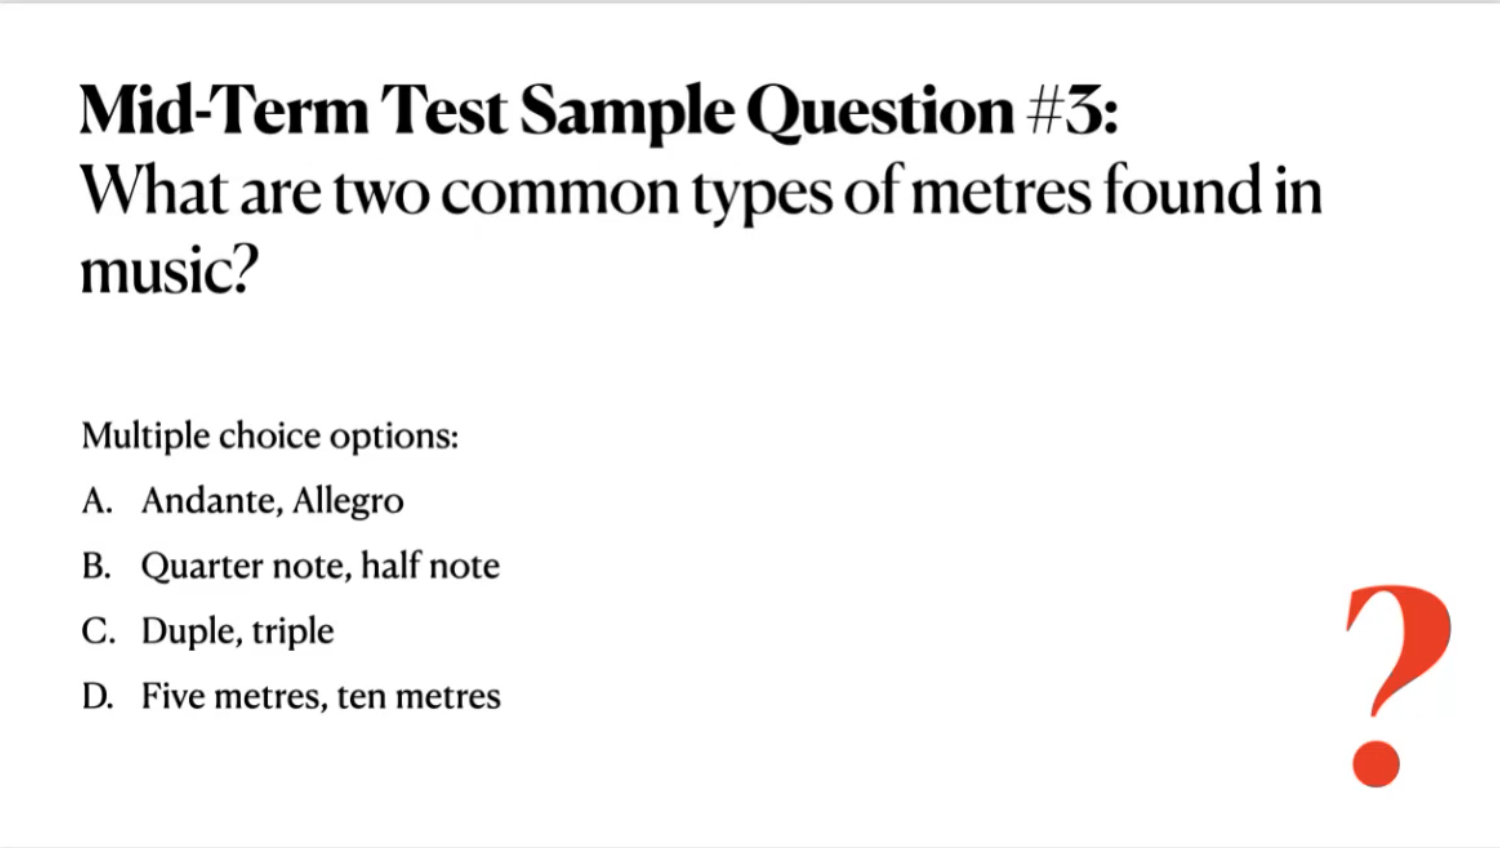 Mid-Term Test Sample Question #3:
What are two common types of metres found in
music?
Multiple choice options:
A. Andante, Allegro
B. Quarter note, half note
C. Duple, triple
D. Five metres, ten metres
?